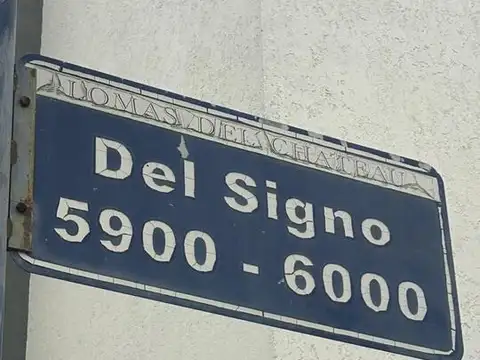 LOMAS DEL CHATEAU
Del Signo
5900 - 6000